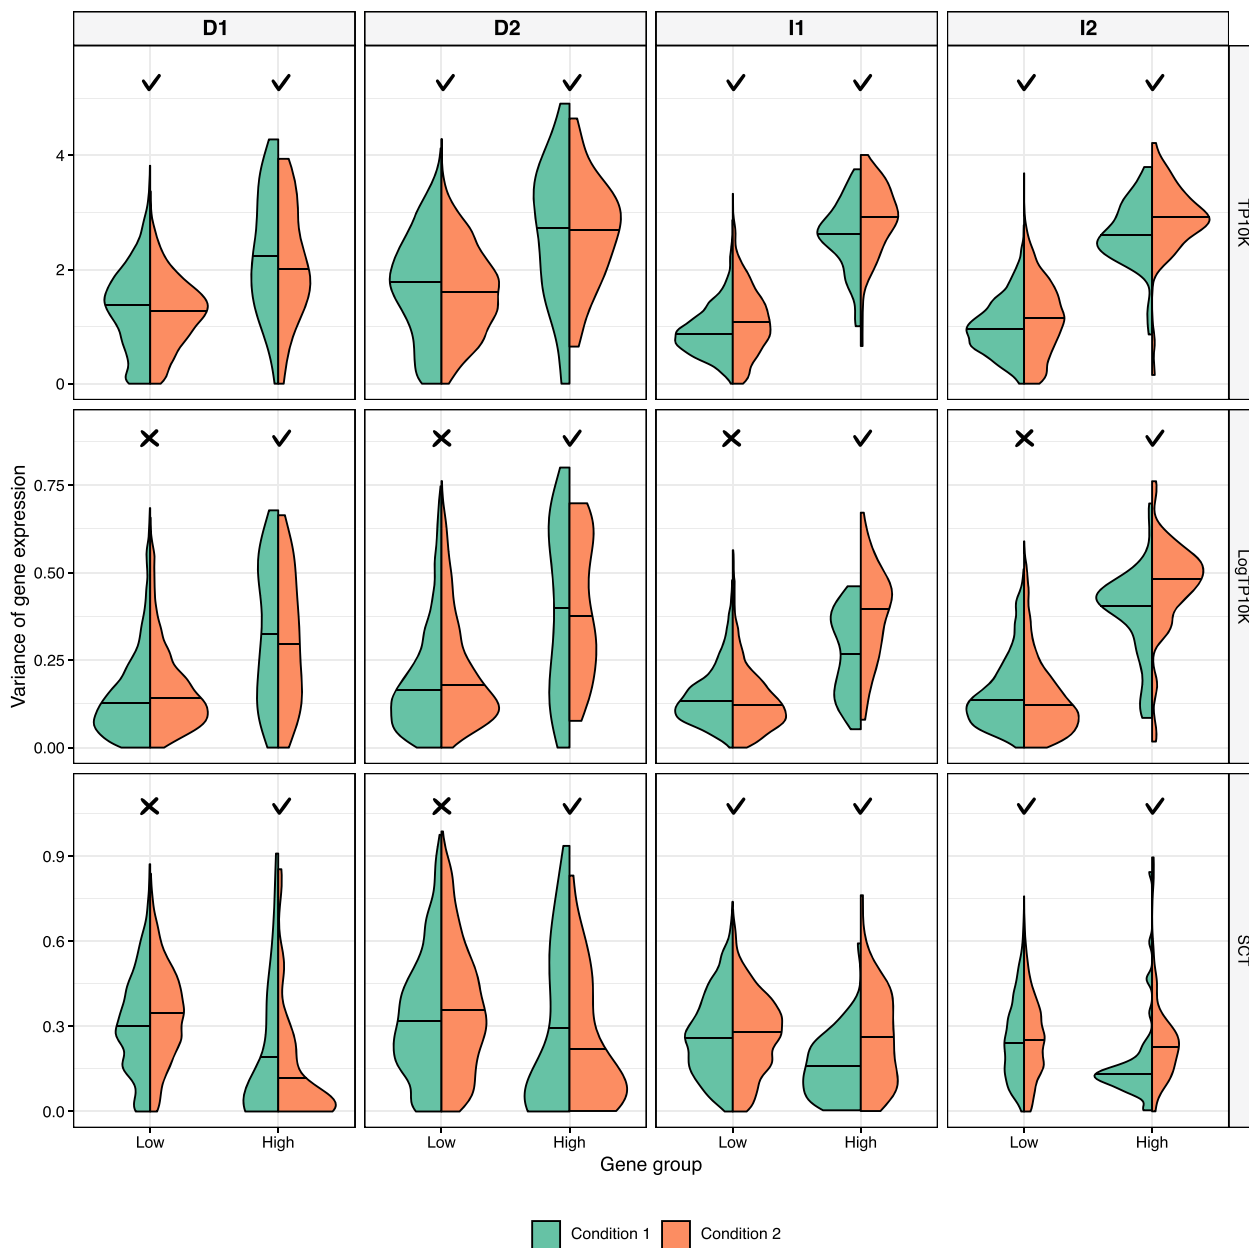 D1 D2 I1 I2
4
2
0
TP10K
Variance of gene expression
0.75
0.50
0.25
0.00
LogTP10K
0.9
0.6
0.3
0.0
SCT
Low High Low High Low High Low High
Gene group
Condition 1 Condition 2